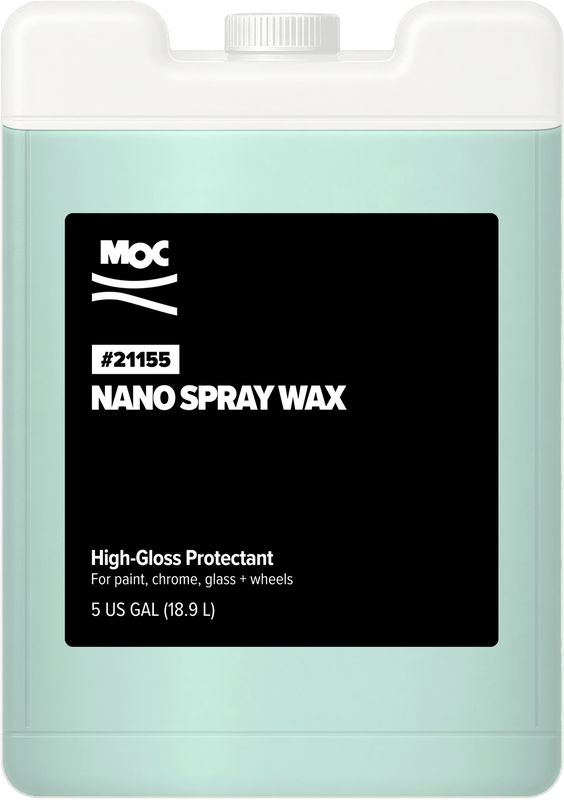 MOC
#21155
NANO SPRAY WAX
High-Gloss Protectant
For paint, chrome, glass + wheels
5 US GAL (18.9 L)